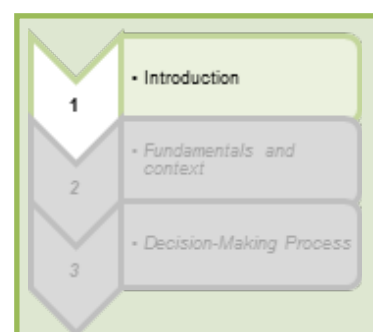 1
• Introduction
2
• Fundamentals and
context
3
• Decision-Making Process